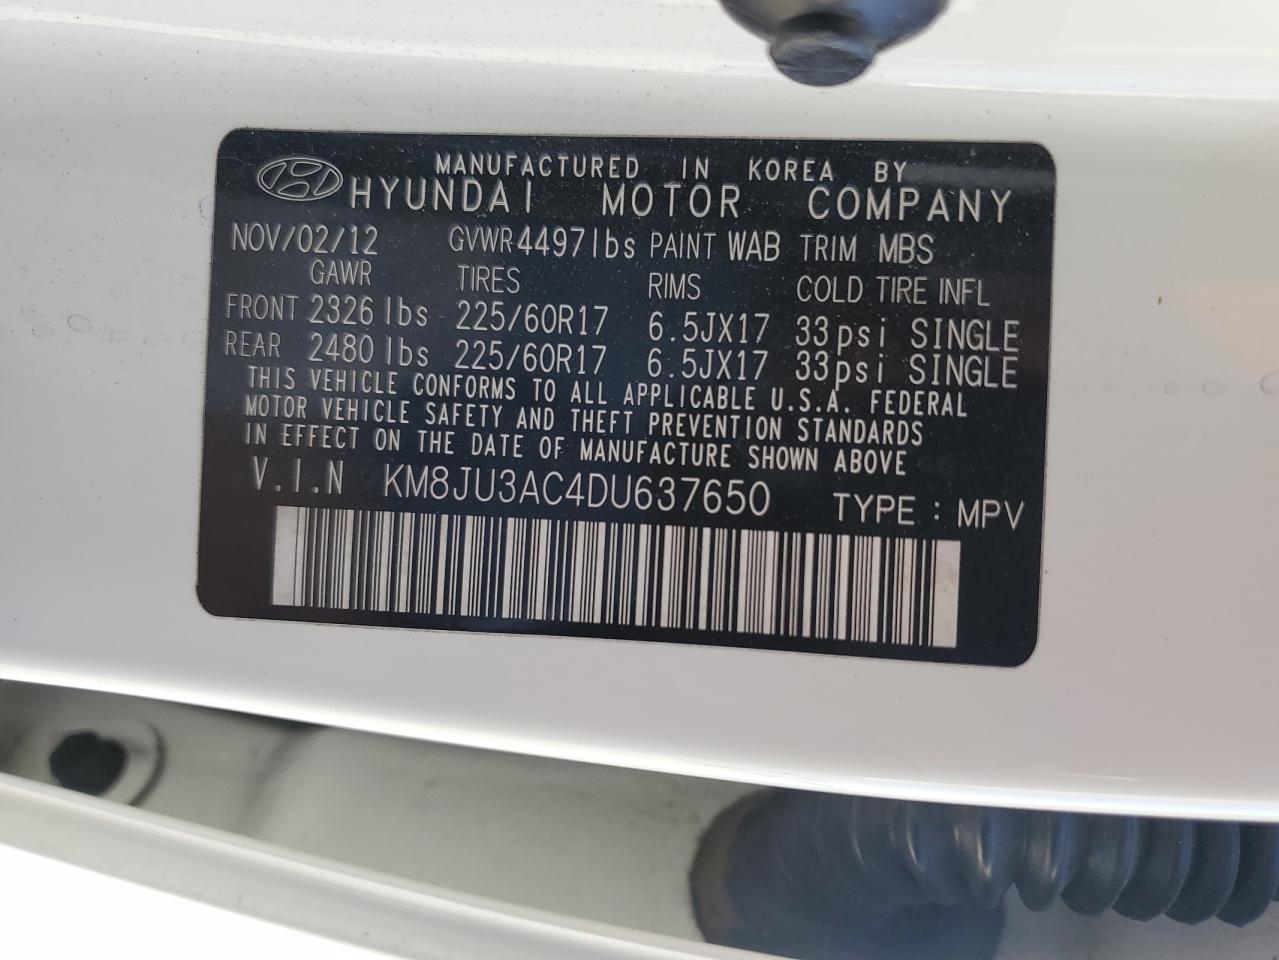 MANUFACTURED IN KOREA BY
HYUNDAI MOTOR COMPANY
NOV/02/12 GVWR 4497lbs PAINT WAB TRIM MBS
GAWR TIRES RIMS COLD TIRE INFL
FRONT 2326 lbs 225/60R17 6.5JX17 33psi SINGLE
REAR 2480 lbs 225/60R17 6.5JX17 33psi SINGLE
THIS VEHICLE CONFORMS TO ALL APPLICABLE U.S.A. FEDERAL
MOTOR VEHICLE SAFETY AND THEFT PREVENTION STANDARDS
IN EFFECT ON THE DATE OF MANUFACTURE SHOWN ABOVE
V.I.N KM8JU3AC4DU637650 TYPE : MPV